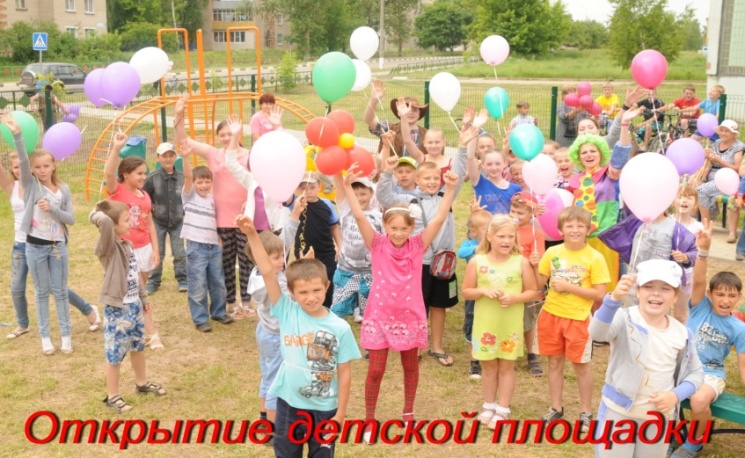 Открытие детской площадки